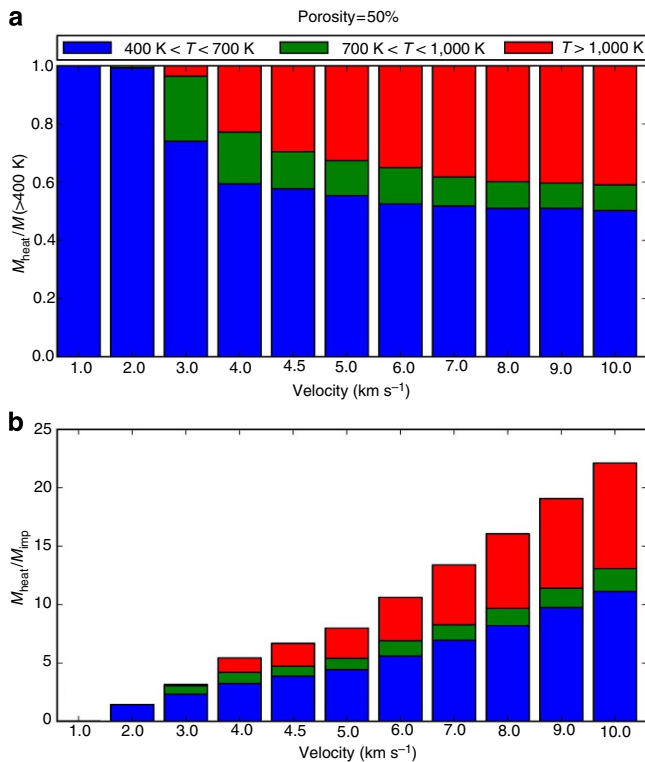 a
Porosity=50%
400 K < T < 700 K
700 K < T < 1,000 K
T > 1,000 K
M_heat/M (>400 K)
1.0
0.8
0.6
0.4
0.2
0.0
1.0 2.0 3.0 4.0 4.5 5.0 6.0 7.0 8.0 9.0 10.0
Velocity (km s⁻¹)
b
M_heat/M_imp
25
20
15
10
5
0
1.0 2.0 3.0 4.0 4.5 5.0 6.0 7.0 8.0 9.0 10.0
Velocity (km s⁻¹)